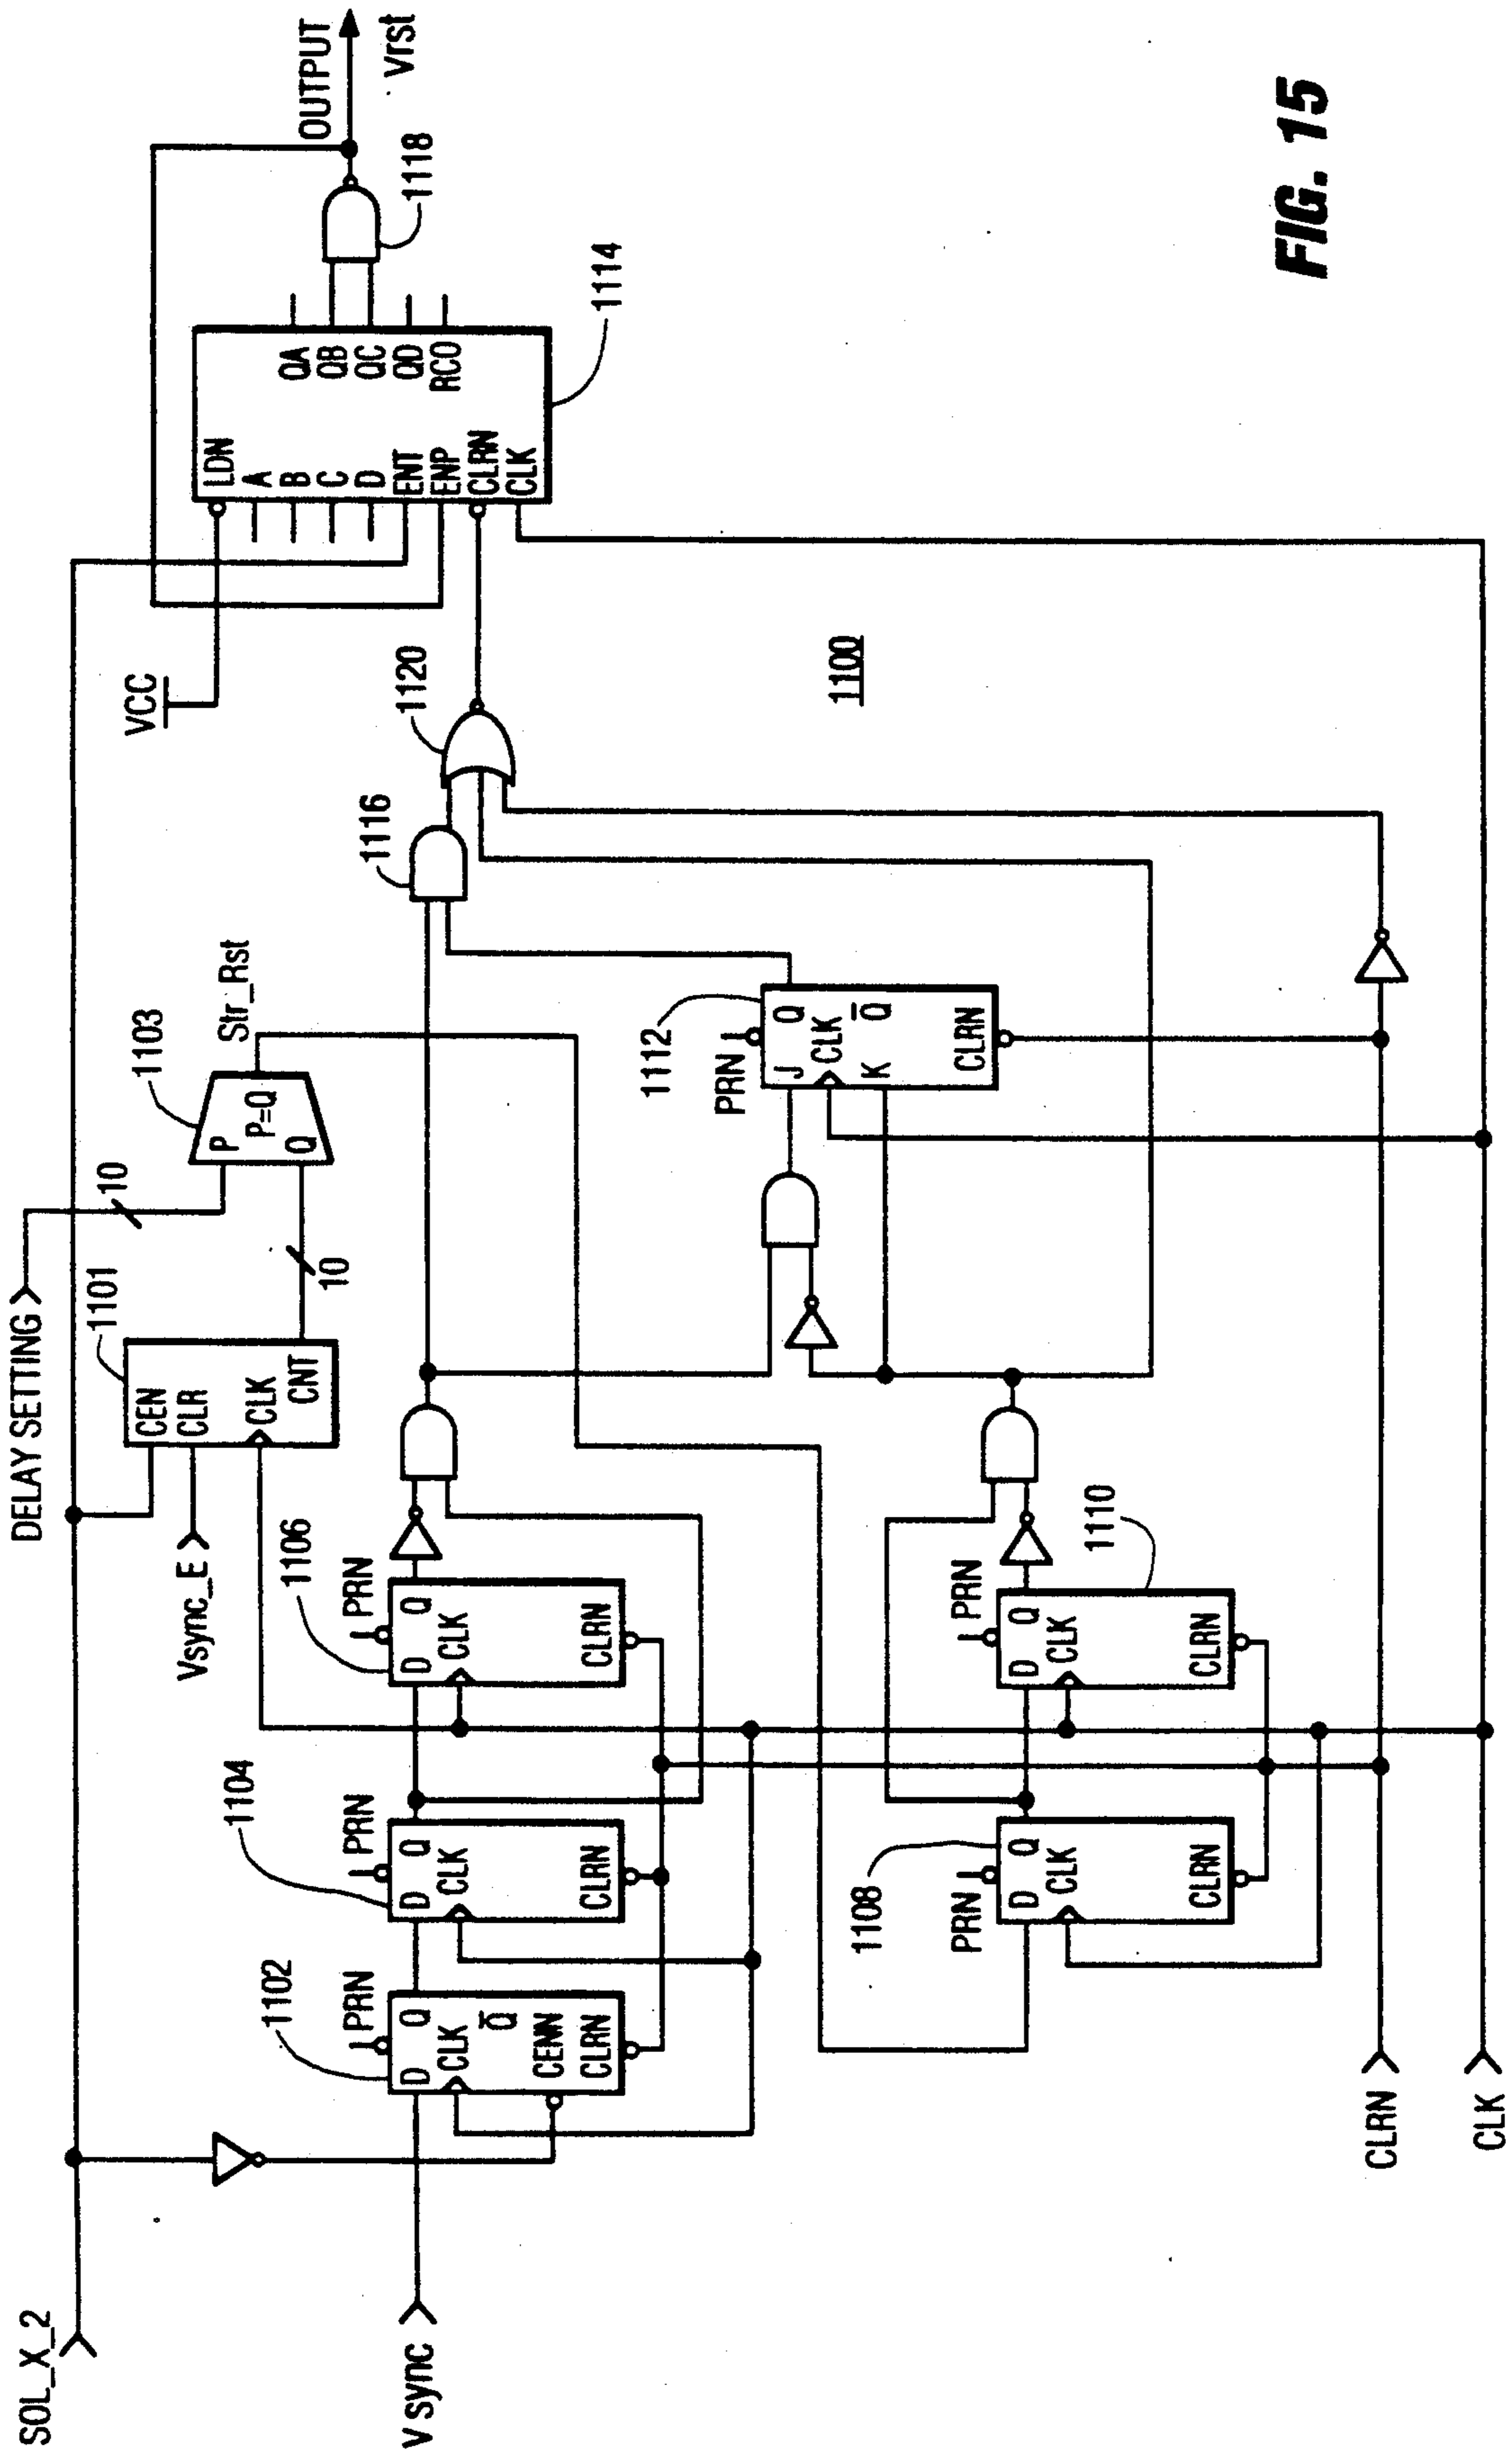 SOL_X_2
DELAY SETTING
10
1101
CEN
CLR
CLK
CNT
Vsync_E
10
1103
P
P=Q
Q
Str_Rst
VCC
LDN
A
B
C
D
ENT
ENP
CLRN
CLK
QA
QB
QC
QD
RCO
1114
1118
OUTPUT
Vrst
V sync
1102
PRN
D
Q
CLK
Q̅
CENN
CLRN
1104
PRN
D
Q
CLK
CLRN
1106
PRN
D
Q
CLK
CLRN
1116
1120
1108
PRN
D
Q
CLK
CLRN
1110
PRN
D
Q
CLK
CLRN
1112
PRN
J
Q
CLK
K
Q̅
CLRN
1100
CLRN
CLK
FIG. 15